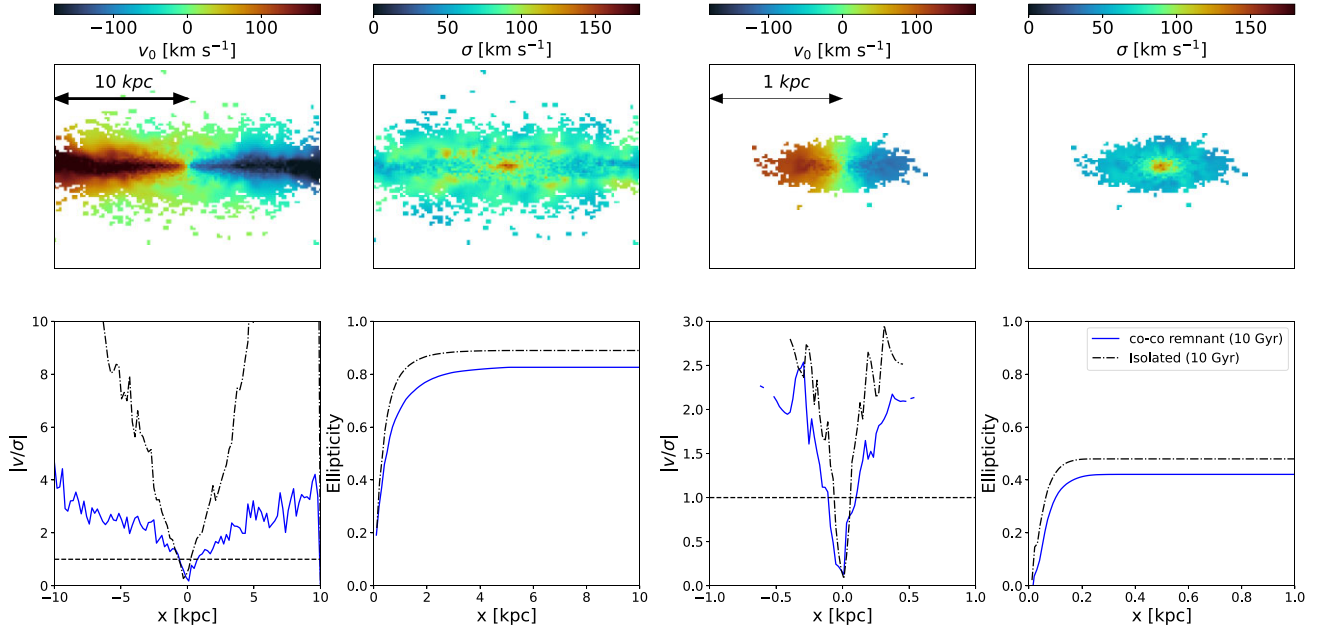 −100 0 100
0 50 100 150
−100 0 100
0 50 100 150
v₀ [km s⁻¹]
σ [km s⁻¹]
v₀ [km s⁻¹]
σ [km s⁻¹]
10 kpc
1 kpc
|v/σ|
10
8
6
4
2
0
−10 −5 0 5 10
x [kpc]
Ellipticity
1.0
0.8
0.6
0.4
0.2
0.0
0 2 4 6 8 10
x [kpc]
|v/σ|
3.0
2.5
2.0
1.5
1.0
0.5
0.0
−1.0 −0.5 0.0 0.5 1.0
x [kpc]
Ellipticity
1.0
0.8
0.6
0.4
0.2
0.0
0.0 0.2 0.4 0.6 0.8 1.0
x [kpc]
co-co remnant (10 Gyr)
Isolated (10 Gyr)